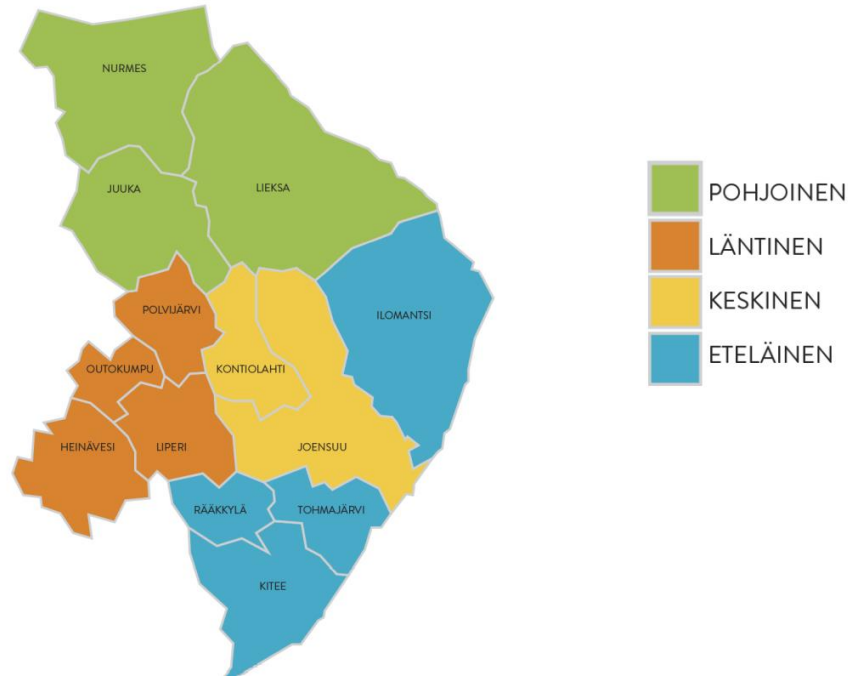 NURMES
JUUKA
LIEKSA
POLVIJÄRVI
ILOMANTSI
OUTOKUMPU
KONTIOLAHTI
HEINÄVESI
LIPERI
JOENSUU
RÄÄKKYLÄ
TOHMAJÄRVI
KITEE
POHJOINEN
LÄNTINEN
KESKINEN
ETELÄINEN